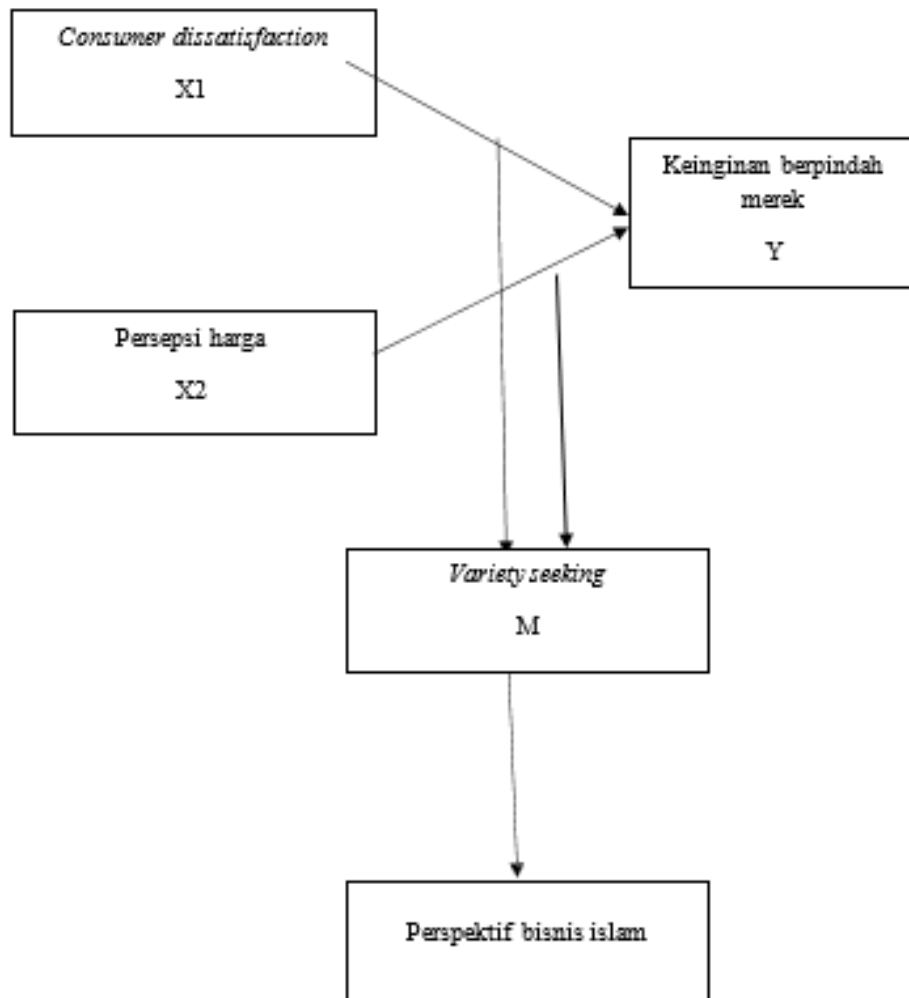 Consumer dissatisfaction
X1
Keinginan berpindah
merek
Y
Persepsi harga
X2
Variety seeking
M
Perspektif bisnis islam